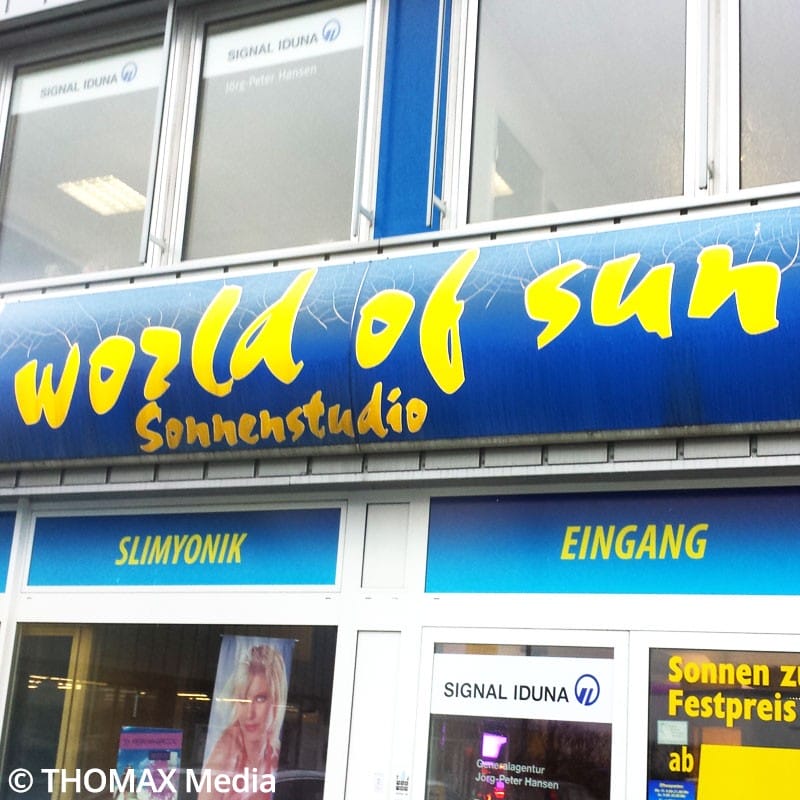 SIGNAL IDUNA
SIGNAL IDUNA
Jörg-Peter Hansen
world of sun
Sonnenstudio
SLIMYONIK
EINGANG
SIGNAL IDUNA
Generalagentur
Jörg-Peter Hansen
Sonnen zu
Festpreis
ab
© THOMAX Media